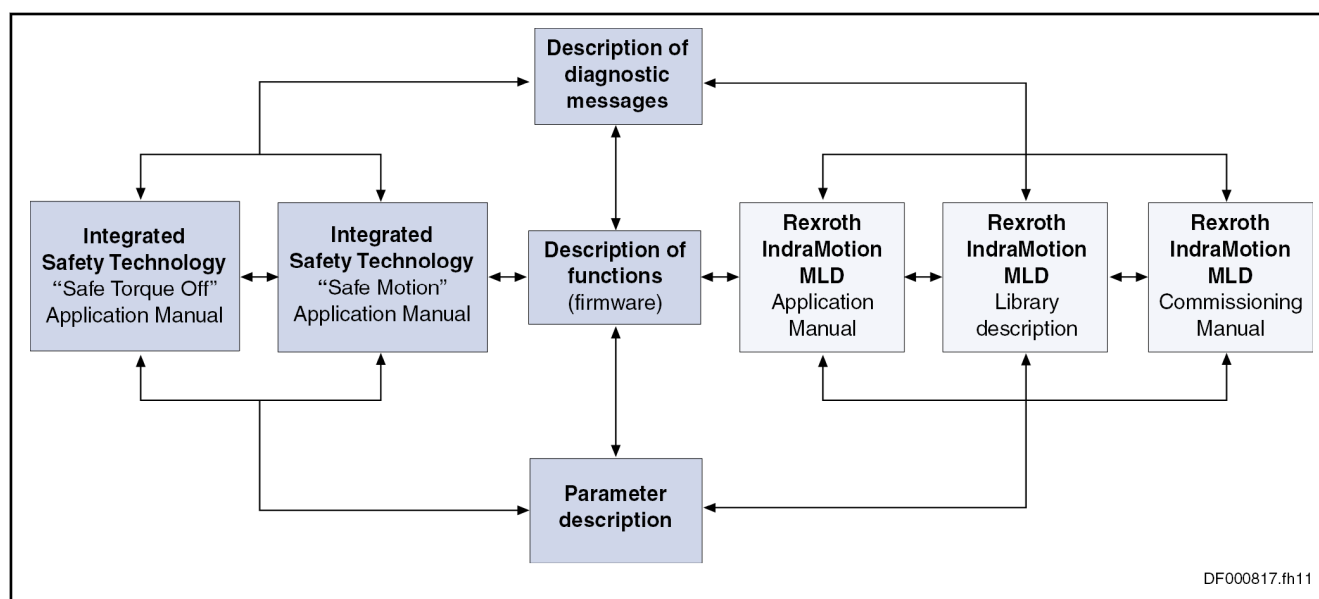 Description of
diagnostic
messages
Integrated
Safety Technology
“Safe Torque Off”
Application Manual
Integrated
Safety Technology
“Safe Motion”
Application Manual
Description of
functions
(firmware)
Rexroth
IndraMotion
MLD
Application
Manual
Rexroth
IndraMotion
MLD
Library
description
Rexroth
IndraMotion
MLD
Commissioning
Manual
Parameter
description
DF000817.fh11